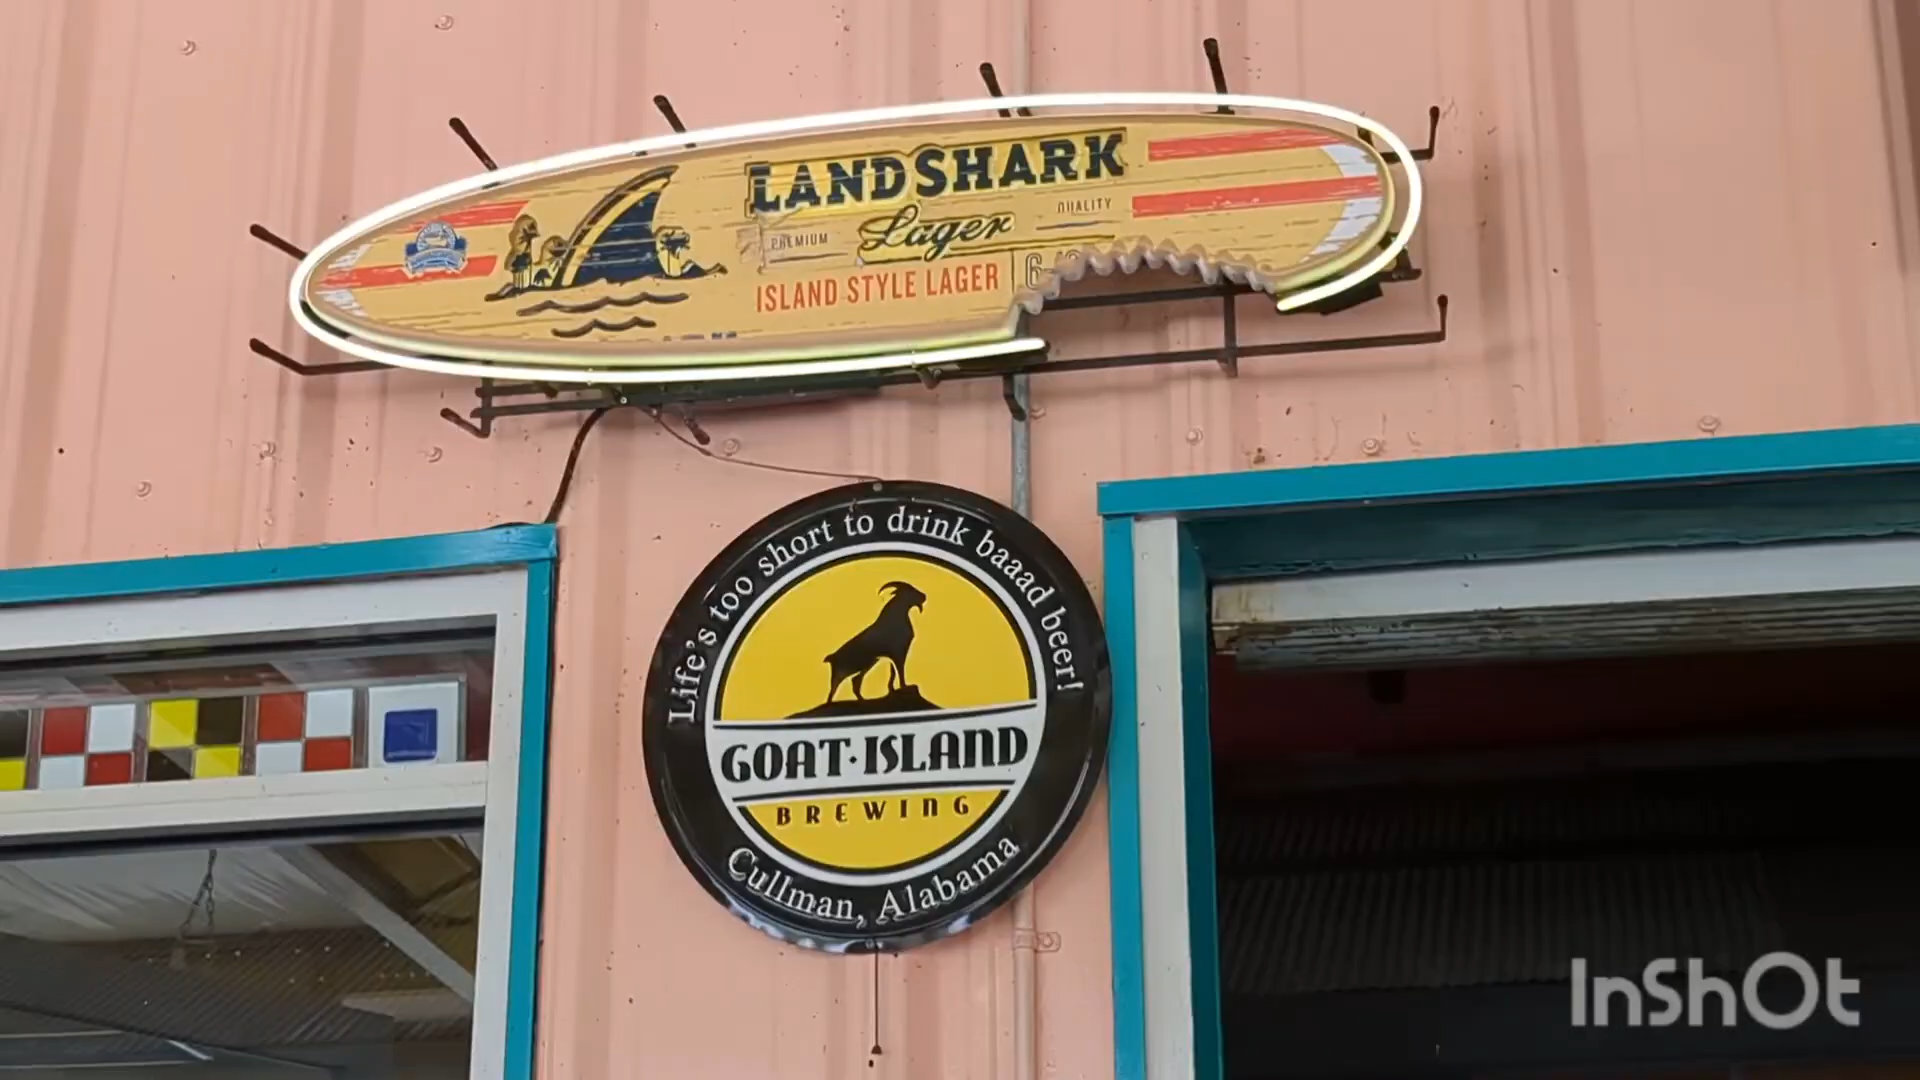 LANDSHARK
PREMIUM Lager QUALITY
ISLAND STYLE LAGER
Life's too short to drink baaad beer!
GOAT·ISLAND
BREWING
Cullman, Alabama
InShOt